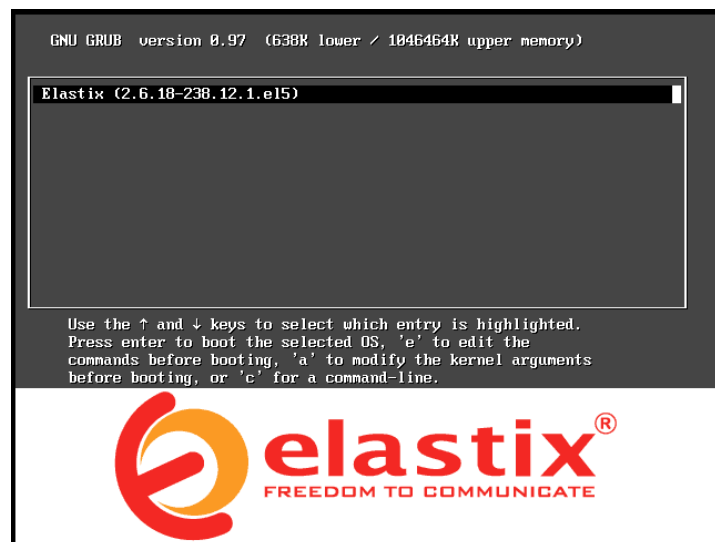 GNU GRUB  version 0.97  (638K lower / 1046464K upper memory)
Elastix (2.6.18-238.12.1.el5)
Use the ↑ and ↓ keys to select which entry is highlighted.
Press enter to boot the selected OS, 'e' to edit the
commands before booting, 'a' to modify the kernel arguments
before booting, or 'c' for a command-line.
elastix®
FREEDOM TO COMMUNICATE